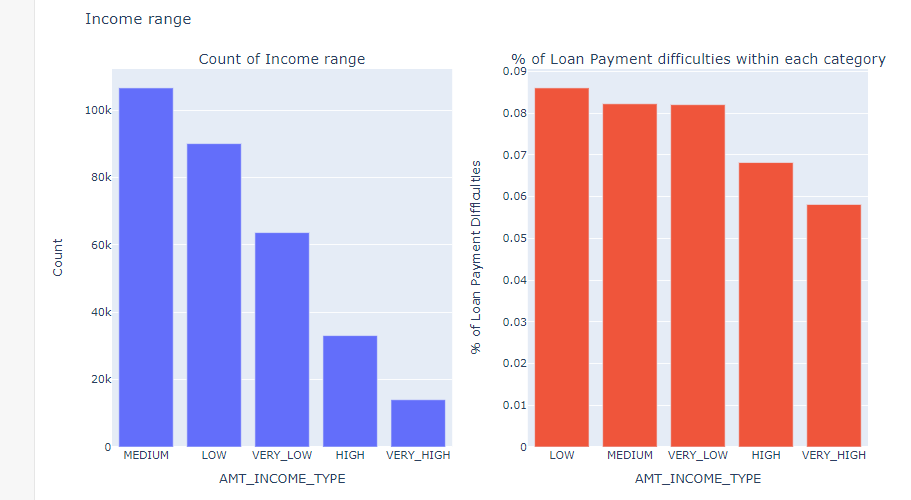 Income range
Count of Income range
100k
80k
60k
40k
20k
0
Count
MEDIUM LOW VERY_LOW HIGH VERY_HIGH
AMT_INCOME_TYPE
% of Loan Payment difficulties within each category
0.09
0.08
0.07
0.06
0.05
0.04
0.03
0.02
0.01
0
% of Loan Payment Difficulties
LOW MEDIUM VERY_LOW HIGH VERY_HIGH
AMT_INCOME_TYPE